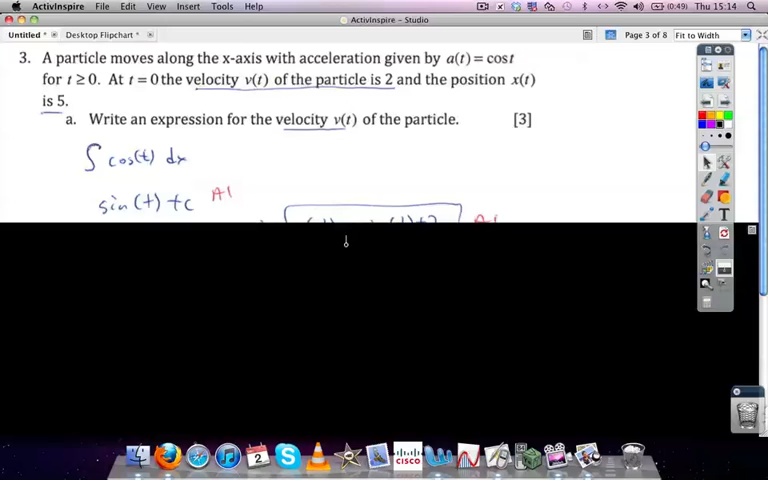 ActivInspire File Edit View Insert Tools Help (0:49) Thu 15:14
ActivInspire – Studio
Untitled * Desktop Flipchart * Page 3 of 8 Fit to Width
3. A particle moves along the x-axis with acceleration given by a(t) = cos t
for t ≥ 0. At t = 0 the velocity v(t) of the particle is 2 and the position x(t)
is 5.
a. Write an expression for the velocity v(t) of the particle. [3]
∫ cos(t) dx
sin(t) + c A1
CISCO